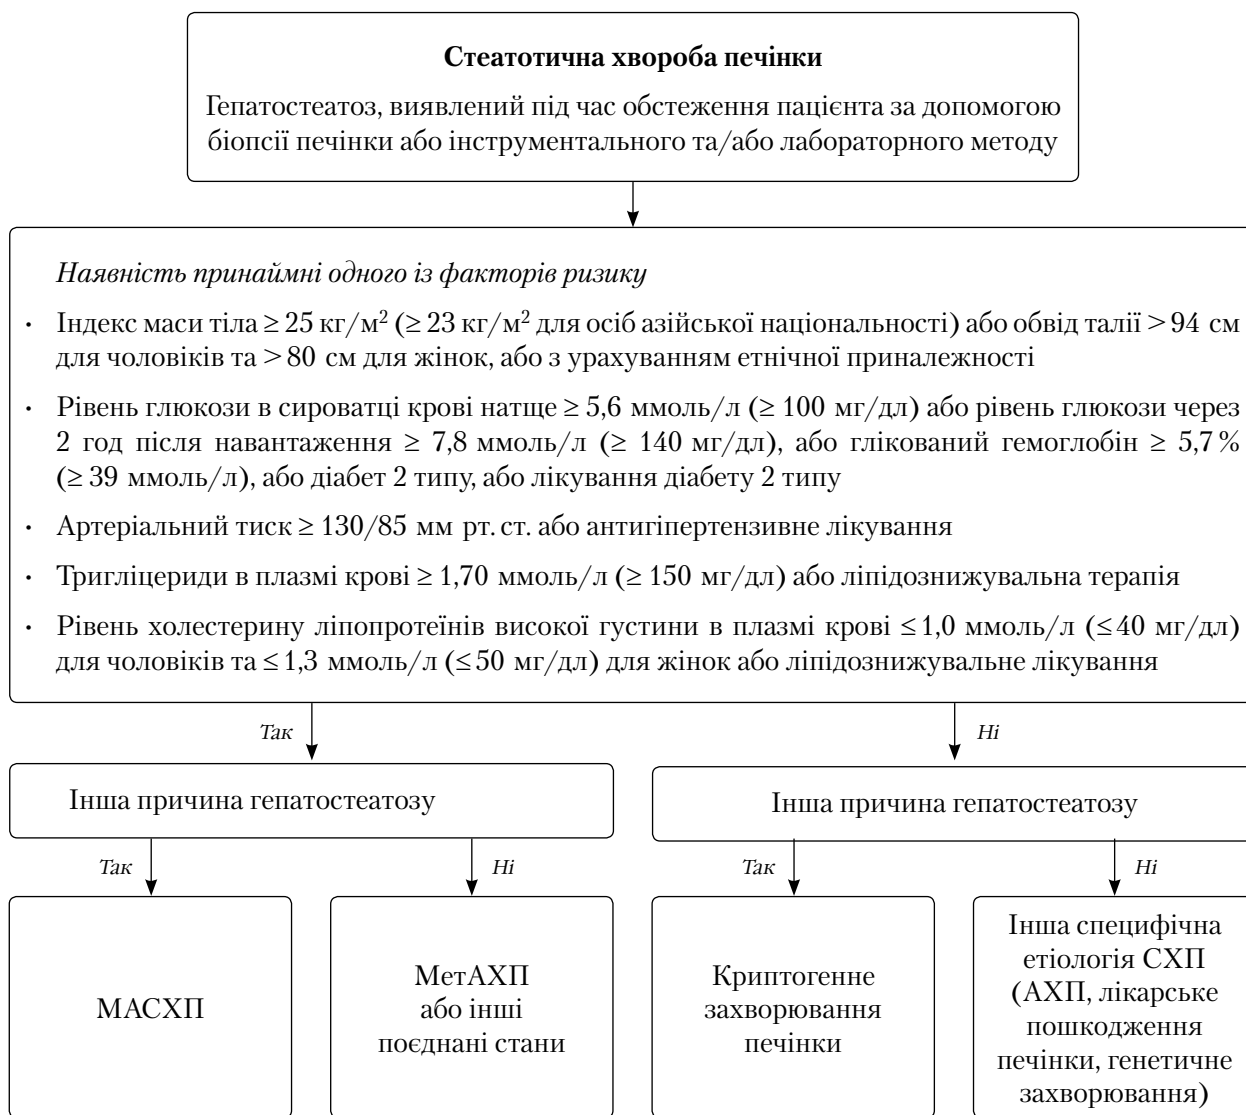 Стеатотична хвороба печінки
Гепатостеатоз, виявлений під час обстеження пацієнта за допомогою
біопсії печінки або інструментального та/або лабораторного методу
Наявність принаймні одного із факторів ризику
· Індекс маси тіла ≥ 25 кг/м² (≥ 23 кг/м² для осіб азійської національності) або обвід талії > 94 см
для чоловіків та > 80 см для жінок, або з урахуванням етнічної приналежності
· Рівень глюкози в сироватці крові натще ≥ 5,6 ммоль/л (≥ 100 мг/дл) або рівень глюкози через
2 год після навантаження ≥ 7,8 ммоль/л (≥ 140 мг/дл), або глікований гемоглобін ≥ 5,7 %
(≥ 39 ммоль/л), або діабет 2 типу, або лікування діабету 2 типу
· Артеріальний тиск ≥ 130/85 мм рт. ст. або антигіпертензивне лікування
· Тригліцериди в плазмі крові ≥ 1,70 ммоль/л (≥ 150 мг/дл) або ліпідознижувальна терапія
· Рівень холестерину ліпопротеїнів високої густини в плазмі крові ≤1,0 ммоль/л (≤40 мг/дл)
для чоловіків та ≤ 1,3 ммоль/л (≤50 мг/дл) для жінок або ліпідознижувальне лікування
Так
Ні
Інша причина гепатостеатозу
Інша причина гепатостеатозу
Так
Ні
Так
Ні
МАСХП
МетАХП
або інші
поєднані стани
Криптогенне
захворювання
печінки
Інша специфічна
етіологія СХП
(АХП, лікарське
пошкодження
печінки, генетичне
захворювання)